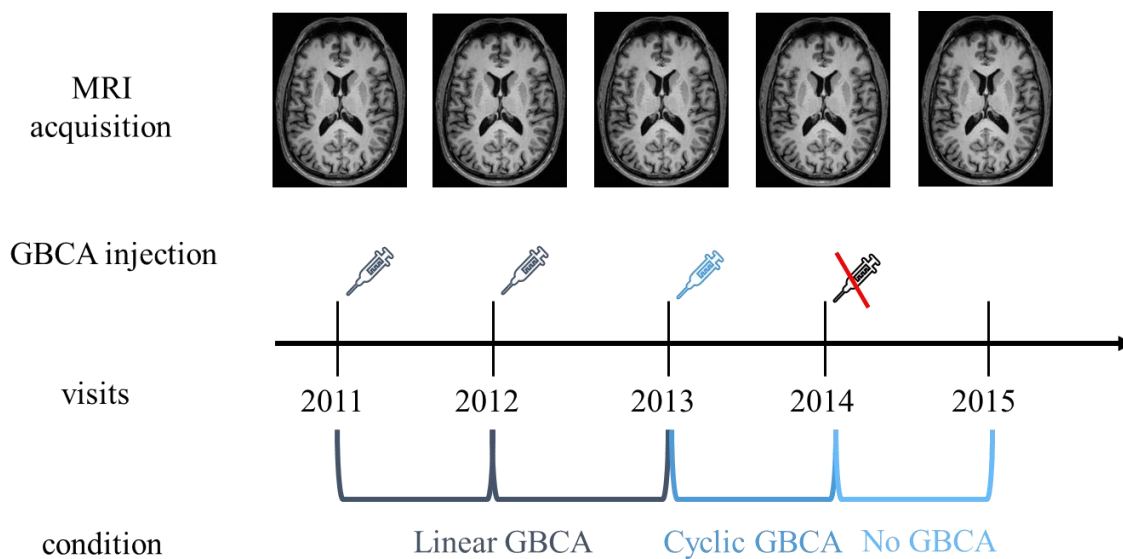 MRI
acquisition
GBCA injection
visits
2011 2012 2013 2014 2015
condition
Linear GBCA Cyclic GBCA No GBCA